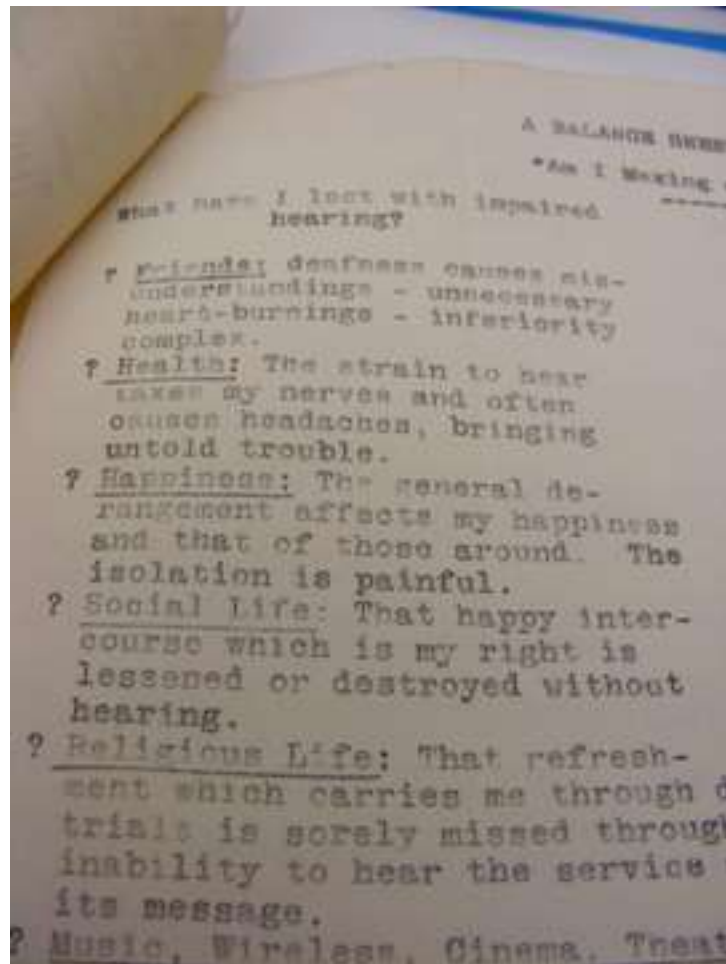 A BALANCE SHEE
"Am I Making
What have I lost with impaired
hearing?
? Friends: deafness causes mis-
understandings - unnecessary
heart-burnings - inferiority
complex.
? Health: The strain to hear
taxes my nerves and often
causes headaches, bringing
untold trouble.
? Happiness: The general de-
rangement affects my happiness
and that of those around. The
isolation is painful.
? Social Life: That happy inter-
course which is my right is
lessened or destroyed without
hearing.
? Religious Life: That refresh-
ment which carries me through d
trials is sorely missed through
inability to hear the service
its message.
? Music, Wireless, Cinema, Theat